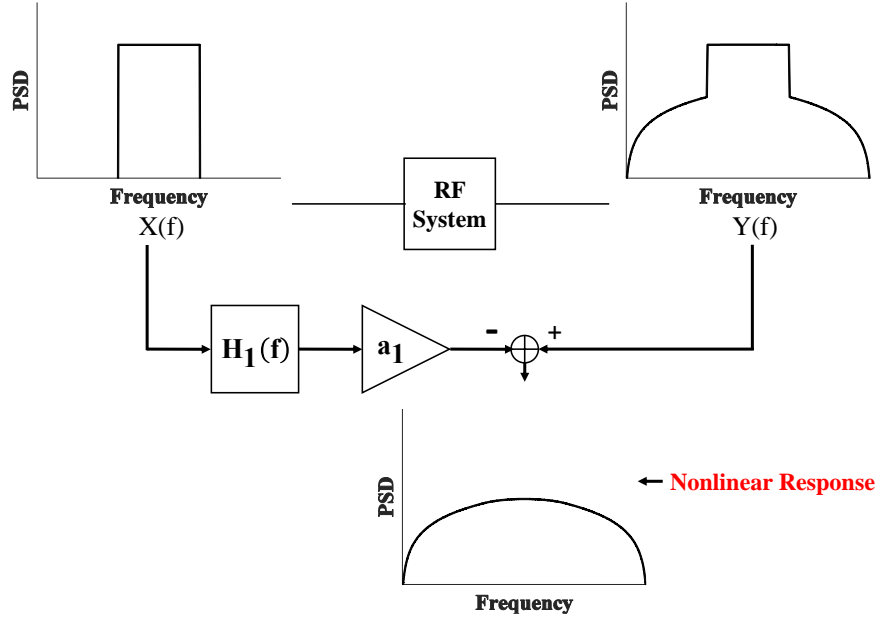 PSD
Frequency
X(f)
RF
System
PSD
Frequency
Y(f)
H1(f)
a1
-
+
PSD
Frequency
Nonlinear Response